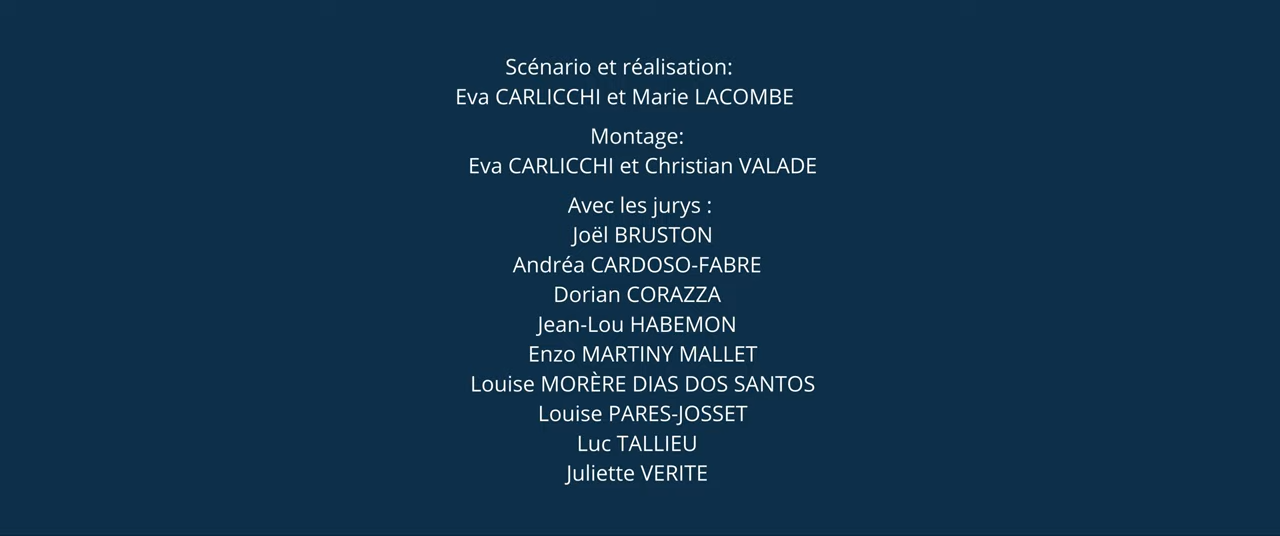 Scénario et réalisation:
Eva CARLICCHI et Marie LACOMBE
Montage:
Eva CARLICCHI et Christian VALADE
Avec les jurys :
Joël BRUSTON
Andréa CARDOSO-FABRE
Dorian CORAZZA
Jean-Lou HABEMON
Enzo MARTINY MALLET
Louise MORÈRE DIAS DOS SANTOS
Louise PARES-JOSSET
Luc TALLIEU
Juliette VERITE